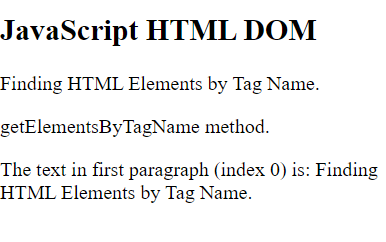 JavaScript HTML DOM
Finding HTML Elements by Tag Name.
getElementsByTagName method.
The text in first paragraph (index 0) is: Finding
HTML Elements by Tag Name.